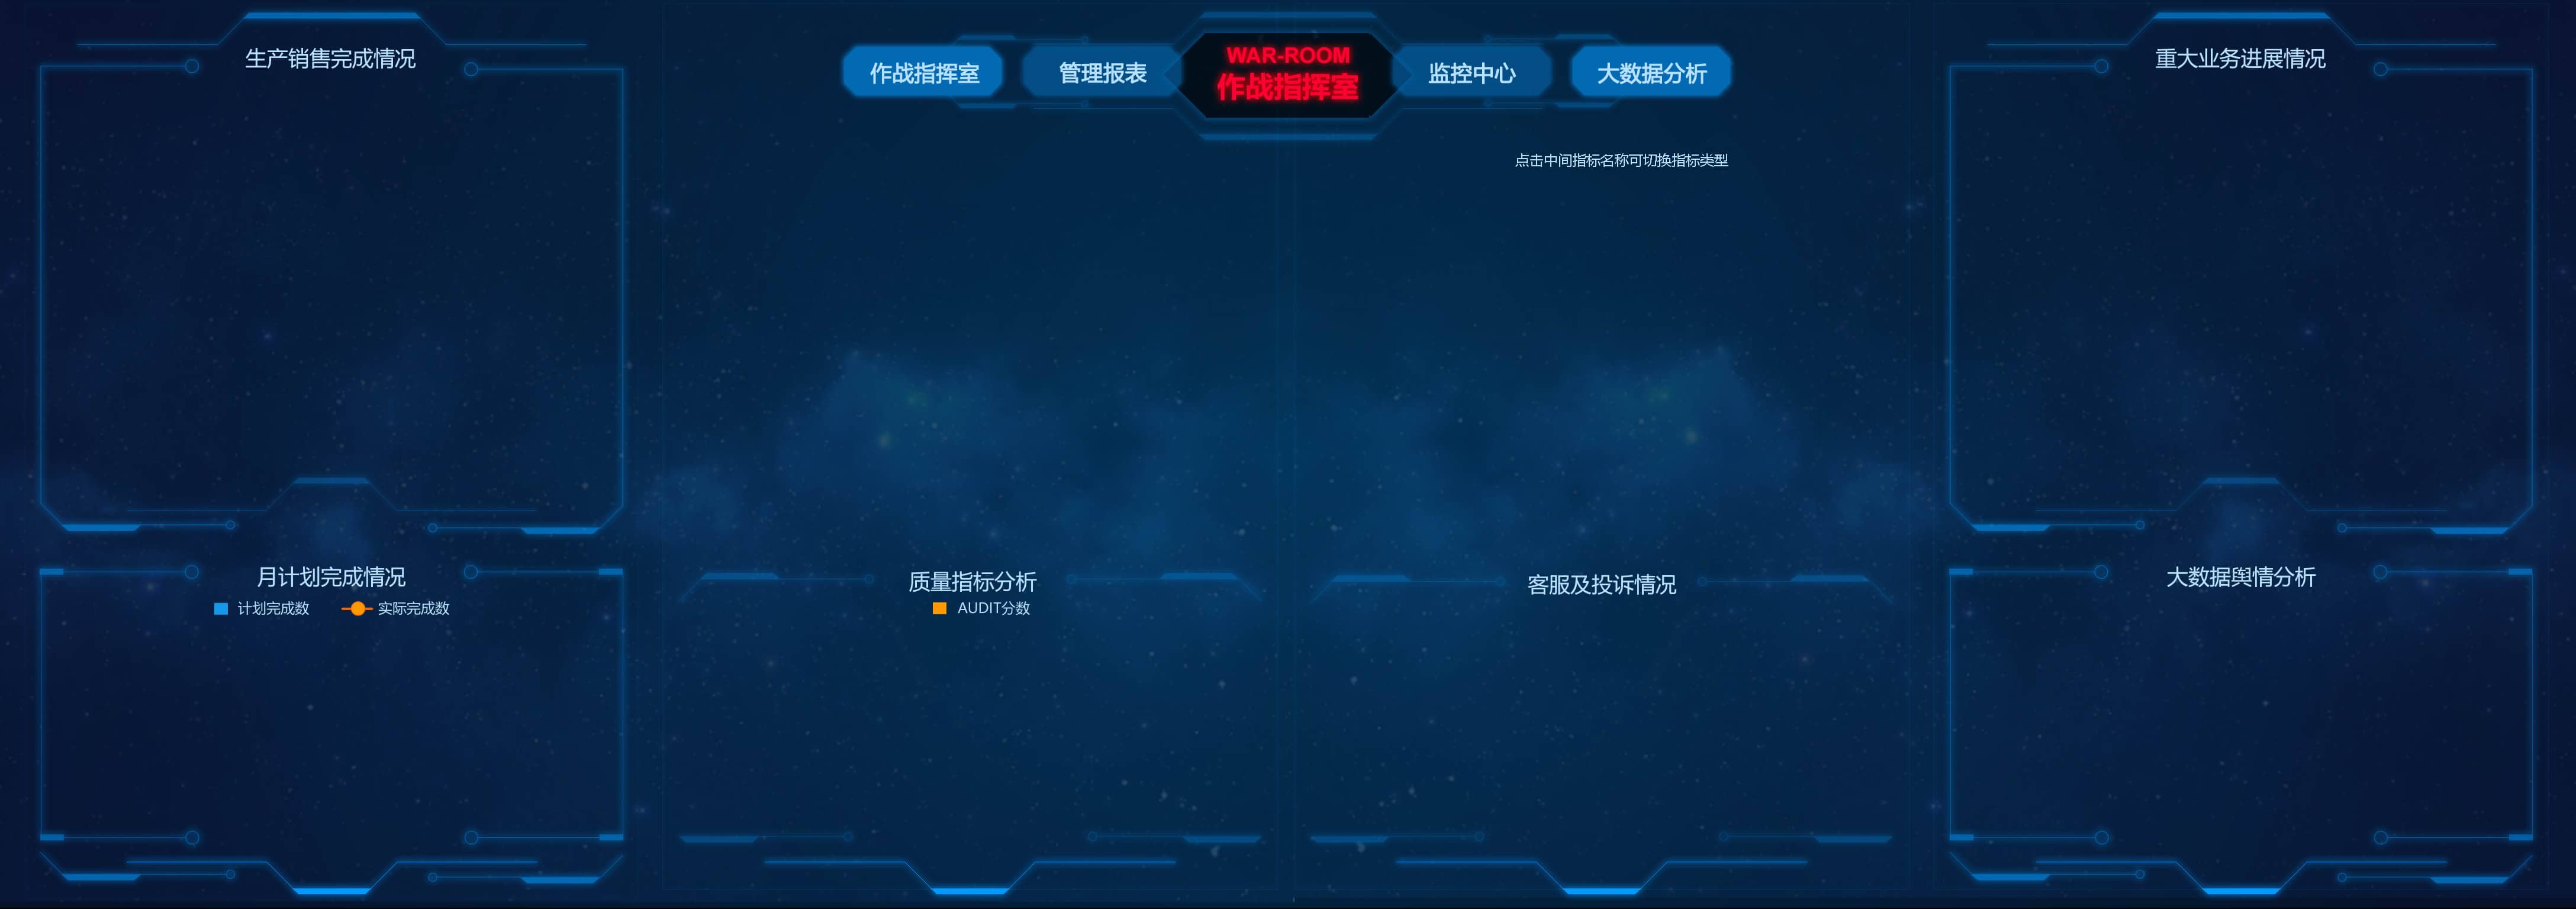 生产销售完成情况
作战指挥室
管理报表
WAR-ROOM
作战指挥室
监控中心
大数据分析
重大业务进展情况
点击中间指标名称可切换指标类型
月计划完成情况
计划完成数
实际完成数
质量指标分析
AUDIT分数
客服及投诉情况
大数据舆情分析